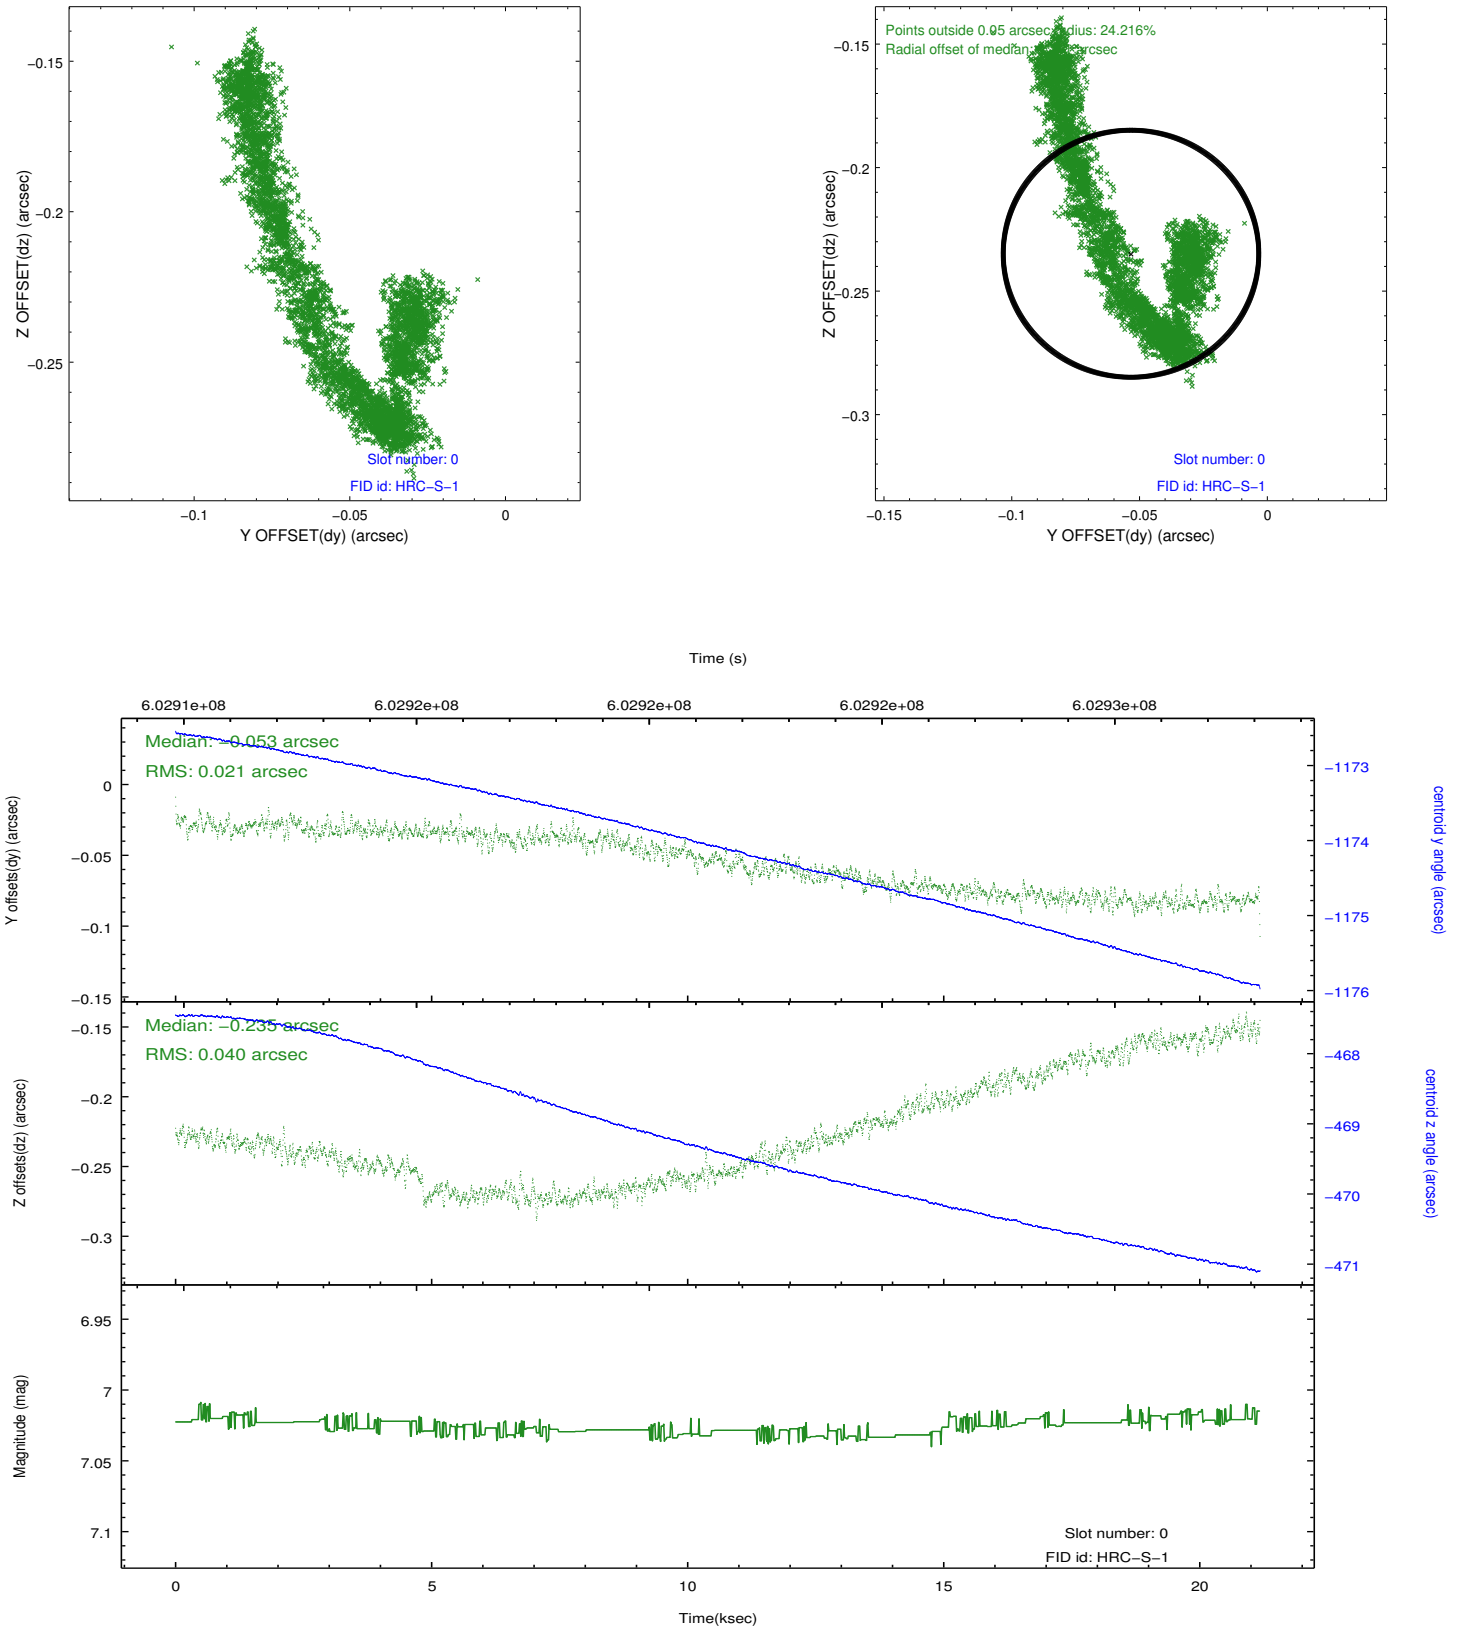 −0.15
−0.2
−0.25
Z OFFSET(dz) (arcsec)
Slot number: 0
FID id: HRC−S−1
−0.1
−0.05
0
Y OFFSET(dy) (arcsec)
Points outside 0.05 arcsec radius: 24.216%
Radial offset of median: arcsec
−0.15
−0.2
−0.25
−0.3
Z OFFSET(dz) (arcsec)
Slot number: 0
FID id: HRC−S−1
−0.15
−0.1
−0.05
0
Y OFFSET(dy) (arcsec)
Time (s)
6.0291e+08
6.0292e+08
6.0292e+08
6.0292e+08
6.0293e+08
Median: −0.053 arcsec
RMS: 0.021 arcsec
0
−0.05
−0.1
−0.15
Y offsets(dy) (arcsec)
−1173
−1174
−1175
−1176
centroid y angle (arcsec)
Median: −0.235 arcsec
RMS: 0.040 arcsec
−0.15
−0.2
−0.25
−0.3
Z offsets(dz) (arcsec)
−468
−469
−470
−471
centroid z angle (arcsec)
6.95
7
7.05
7.1
Magnitude (mag)
Slot number: 0
FID id: HRC−S−1
0
5
10
15
20
Time(ksec)